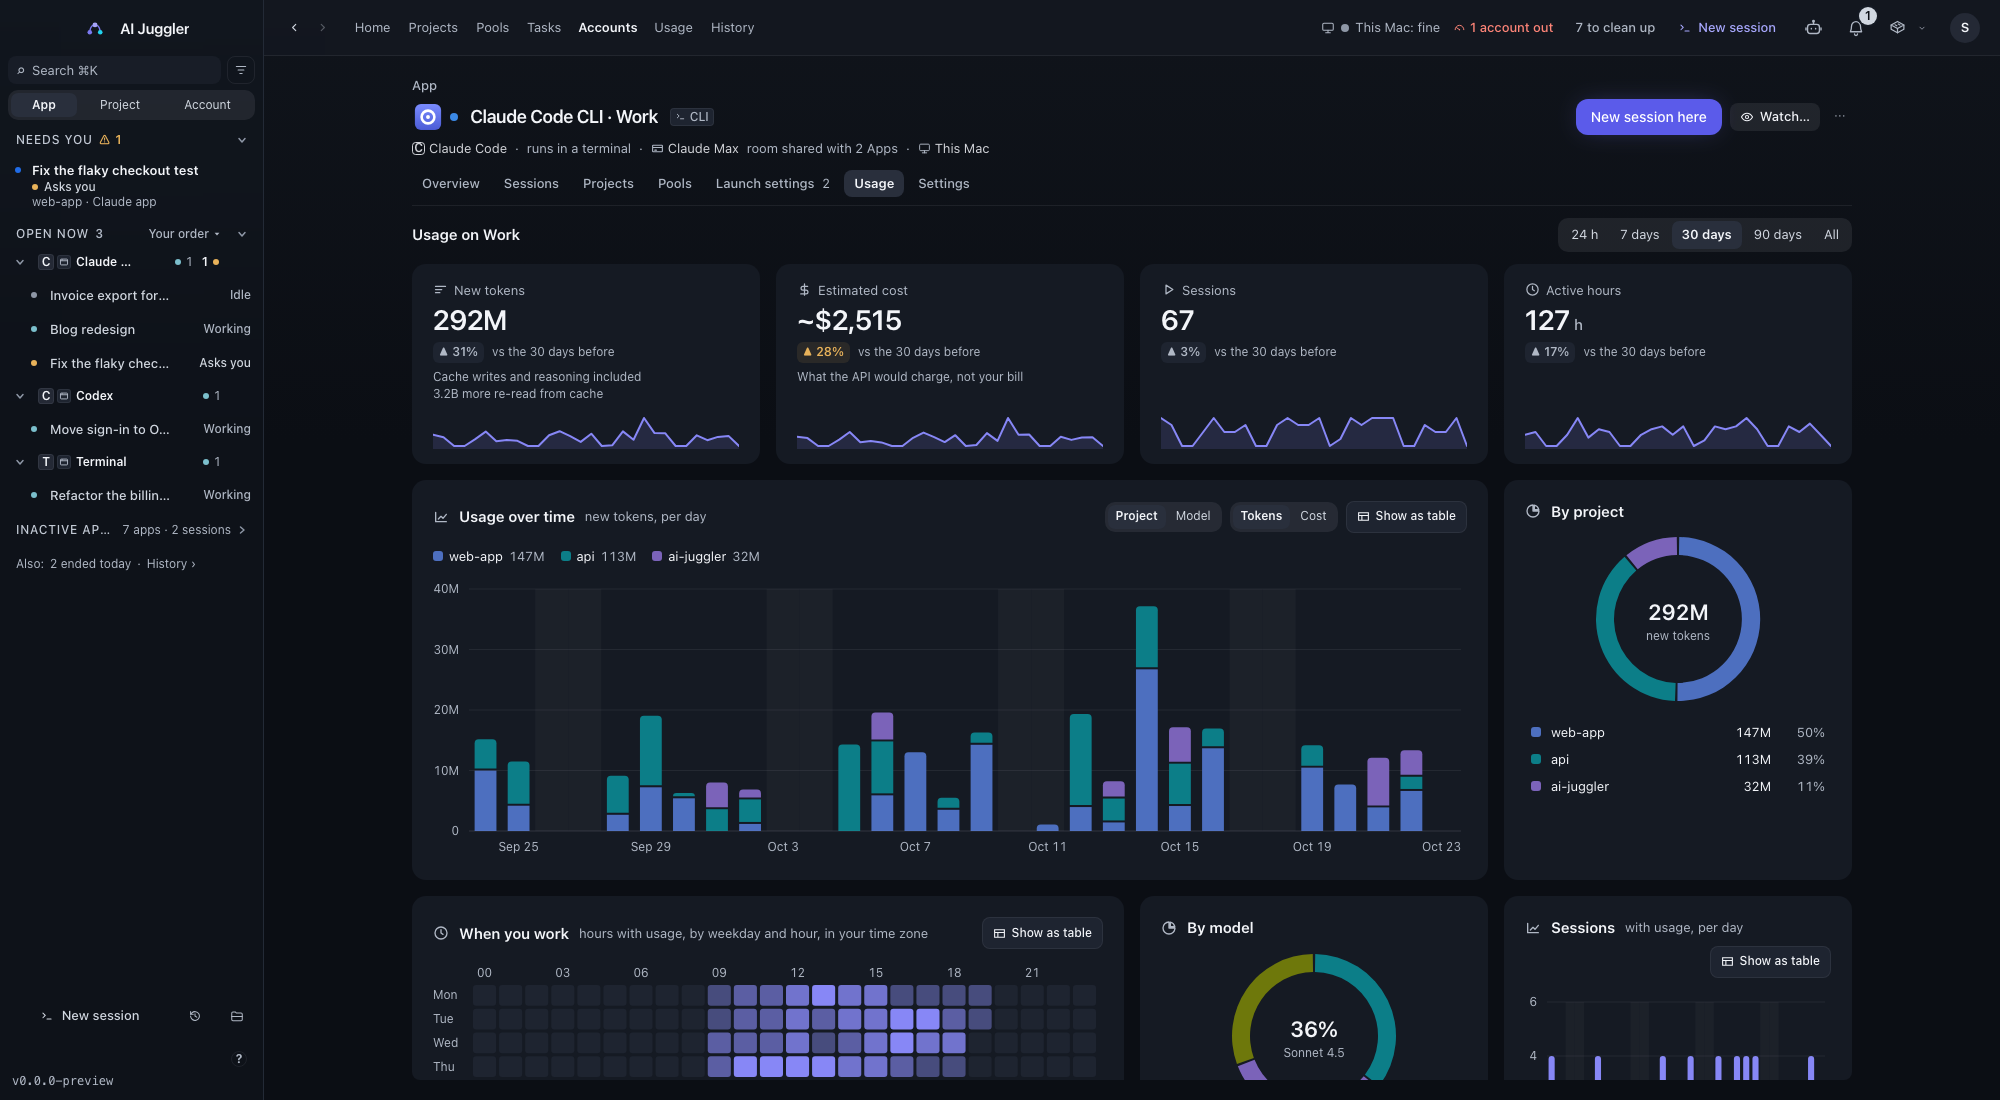 AI Juggler
Search ⌘K
App Project Account
NEEDS YOU 1
Fix the flaky checkout test
Asks you
web-app · Claude app
OPEN NOW 3 Your order
C Claude ... 1 1
Invoice export for... Idle
Blog redesign Working
Fix the flaky chec... Asks you
C Codex 1
Move sign-in to O... Working
T Terminal 1
Refactor the billin... Working
INACTIVE AP... 7 apps · 2 sessions
Also: 2 ended today · History ›
New session
?
v0.0.0-preview
Home Projects Pools Tasks Accounts Usage History
This Mac: fine 1 account out 7 to clean up New session 1 S
App
Claude Code CLI · Work CLI
New session here Watch... ...
C Claude Code · runs in a terminal · Claude Max room shared with 2 Apps · This Mac
Overview Sessions Projects Pools Launch settings 2 Usage Settings
Usage on Work
24 h 7 days 30 days 90 days All
New tokens
292M
31% vs the 30 days before
Cache writes and reasoning included
3.2B more re-read from cache
Estimated cost
~$2,515
28% vs the 30 days before
What the API would charge, not your bill
Sessions
67
3% vs the 30 days before
Active hours
127 h
17% vs the 30 days before
Usage over time new tokens, per day
Project Model Tokens Cost Show as table
web-app 147M api 113M ai-juggler 32M
40M
30M
20M
10M
0
Sep 25 Sep 29 Oct 3 Oct 7 Oct 11 Oct 15 Oct 19 Oct 23
By project
292M
new tokens
web-app 147M 50%
api 113M 39%
ai-juggler 32M 11%
When you work hours with usage, by weekday and hour, in your time zone
Show as table
00 03 06 09 12 15 18 21
Mon
Tue
Wed
Thu
By model
36%
Sonnet 4.5
Sessions with usage, per day
Show as table
6
4